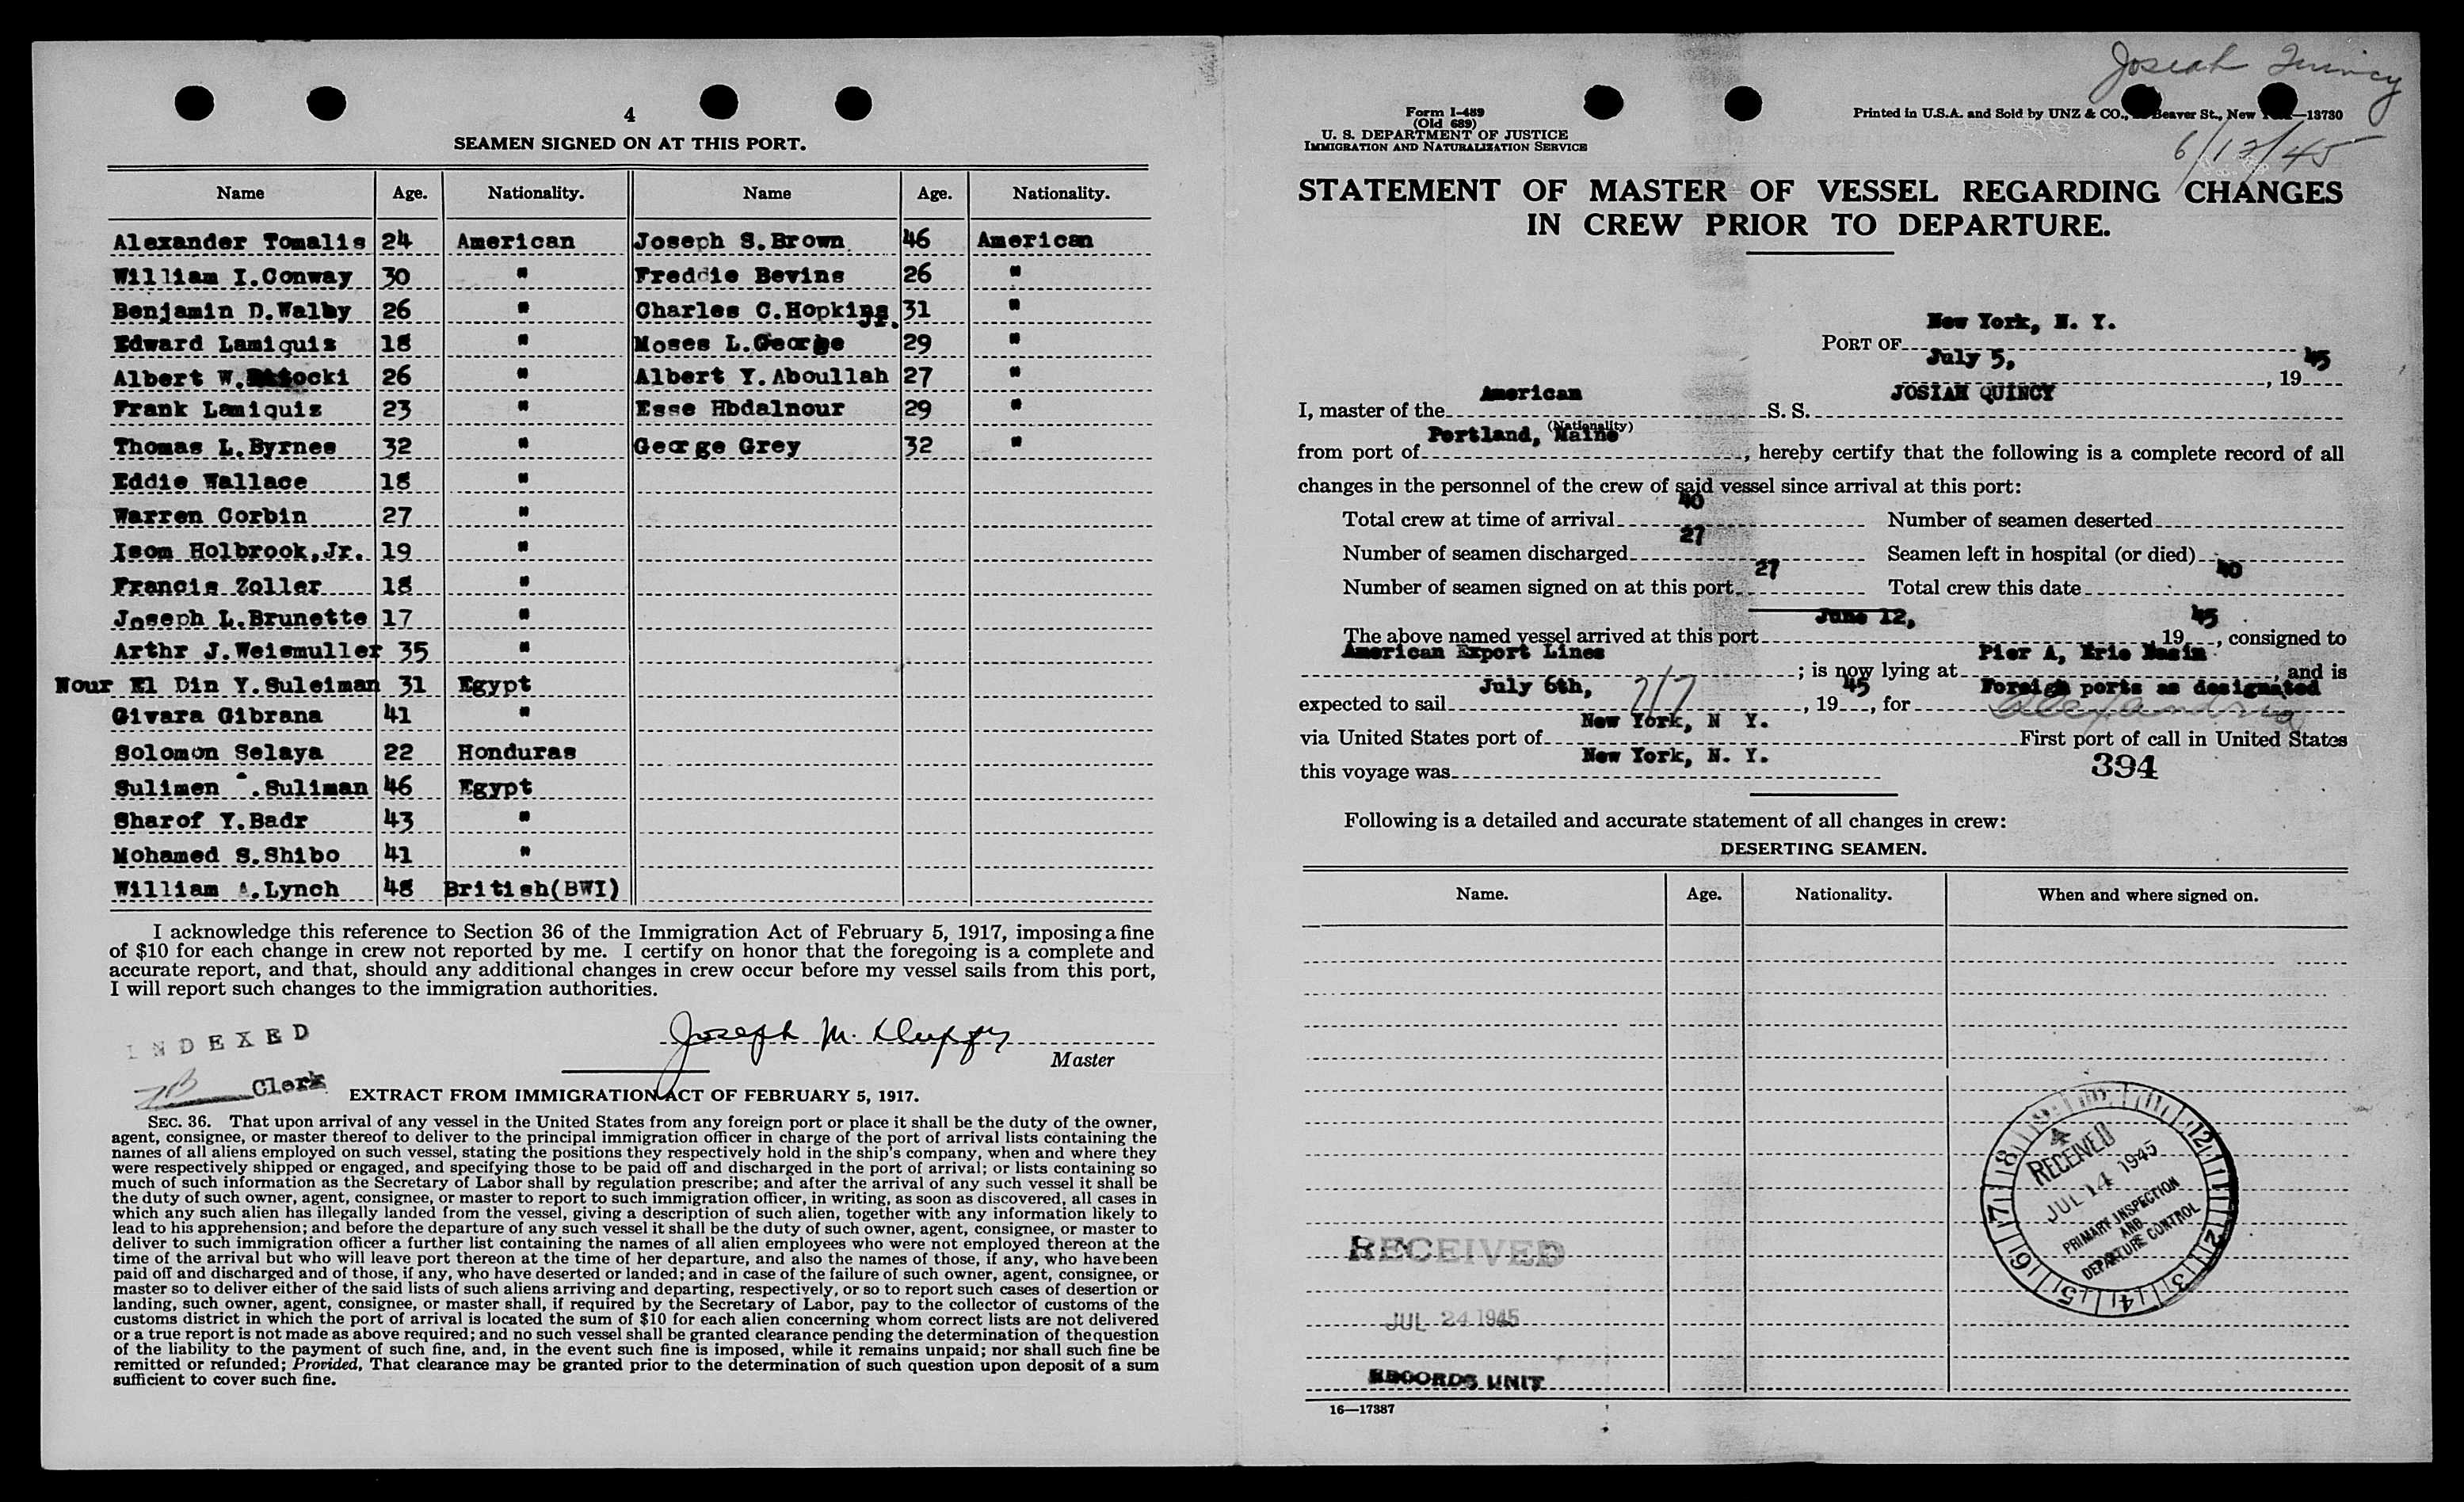 4
SEAMEN SIGNED ON AT THIS PORT.
Name Age. Nationality. Name Age. Nationality.
Alexander Tomalis 24 American Joseph S.Brown 46 American
William I.Conway 30 " Freddie Bevins 26 "
Benjamin D.Walby 26 " Charles C.Hopkins Jr. 31 "
Edward Lamiquiz 18 " Moses L.George 29 "
Albert W. 26 " Albert Y.Aboullah 27 "
Frank Lamiquiz 23 " Esse Hbdalnour 29 "
Thomas L.Byrnes 32 " George Grey 32 "
Eddie Wallace 18 "
Warren Corbin 27 "
Isom Holbrook,Jr. 19 "
Francis Zoller 18 "
Joseph L.Brunette 17 "
Arthr J.Weismuller 35 "
Nour El Din Y.Suleiman 31 Egypt
Givara Gibrana 41 "
Solomon Selaya 22 Honduras
Sulimen .Suliman 46 Egypt
Sharof Y.Badr 43 "
Mohamed S.Shibo 41 "
William A.Lynch 48 British(BWI)
I acknowledge this reference to Section 36 of the Immigration Act of February 5, 1917, imposing a fine
of $10 for each change in crew not reported by me. I certify on honor that the foregoing is a complete and
accurate report, and that, should any additional changes in crew occur before my vessel sails from this port,
I will report such changes to the immigration authorities.
INDEXED
Joseph M.
Master
Clerk
EXTRACT FROM IMMIGRATION ACT OF FEBRUARY 5, 1917.
SEC. 36. That upon arrival of any vessel in the United States from any foreign port or place it shall be the duty of the owner,
agent, consignee, or master thereof to deliver to the principal immigration officer in charge of the port of arrival lists containing the
names of all aliens employed on such vessel, stating the positions they respectively hold in the ship's company, when and where they
were respectively shipped or engaged, and specifying those to be paid off and discharged in the port of arrival; or lists containing so
much of such information as the Secretary of Labor shall by regulation prescribe; and after the arrival of any such vessel it shall be
the duty of such owner, agent, consignee, or master to report to such immigration officer, in writing, as soon as discovered, all cases in
which any such alien has illegally landed from the vessel, giving a description of such alien, together with any information likely to
lead to his apprehension; and before the departure of any such vessel it shall be the duty of such owner, agent, consignee, or master to
deliver to such immigration officer a further list containing the names of all alien employees who were not employed thereon at the
time of the arrival but who will leave port thereon at the time of her departure, and also the names of those, if any, who have been
paid off and discharged and of those, if any, who have deserted or landed; and in case of the failure of such owner, agent, consignee, or
master so to deliver either of the said lists of such aliens arriving and departing, respectively, or so to report such cases of desertion or
landing, such owner, agent, consignee, or master shall, if required by the Secretary of Labor, pay to the collector of customs of the
customs district in which the port of arrival is located the sum of $10 for each alien concerning whom correct lists are not delivered
or a true report is not made as above required; and no such vessel shall be granted clearance pending the determination of the question
of the liability to the payment of such fine, and, in the event such fine is imposed, while it remains unpaid; nor shall such fine be
remitted or refunded; Provided, That clearance may be granted prior to the determination of such question upon deposit of a sum
sufficient to cover such fine.
Josiah Quincy
6/12/45
Form I-489
(Old 689)
U. S. DEPARTMENT OF JUSTICE
IMMIGRATION AND NATURALIZATION SERVICE
Printed in U.S.A. and Sold by UNZ & CO., Beaver St., New —13730
STATEMENT OF MASTER OF VESSEL REGARDING CHANGES
IN CREW PRIOR TO DEPARTURE.
PORT OF New York, N. Y.
July 5, , 1945
I, master of the American S. S. JOSIAH QUINCY
(Nationality)
from port of Portland, Maine, hereby certify that the following is a complete record of all
changes in the personnel of the crew of said vessel since arrival at this port:
Total crew at time of arrival 40 Number of seamen deserted
Number of seamen discharged 27 Seamen left in hospital (or died)
Number of seamen signed on at this port 27 Total crew this date 40
The above named vessel arrived at this port June 12, , 1945, consigned to
American Export Lines; is now lying at Pier A, Erie Basin, and is
expected to sail July 6th, 7/7, 1945, for Foreign ports as designated
Alexandria
via United States port of New York, N Y. First port of call in United States
this voyage was New York, N. Y.
394
Following is a detailed and accurate statement of all changes in crew:
DESERTING SEAMEN.
Name. Age. Nationality. When and where signed on.
RECEIVED
JUL 14 1945
PRIMARY INSPECTION
AND
DEPARTURE CONTROL
RECEIVED
JUL 24 1945
RECORDS UNIT
16—17387